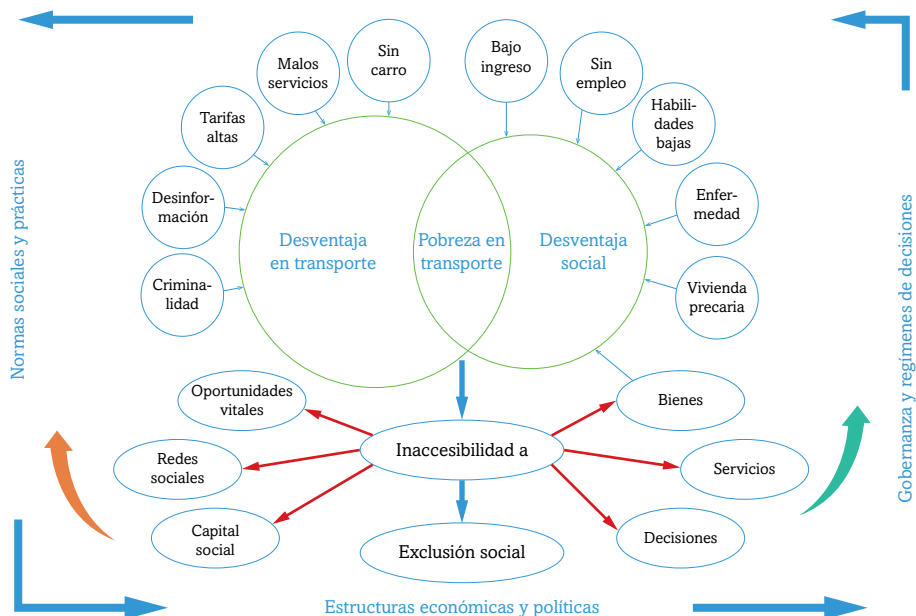 Sin
carro
Bajo
ingreso
Malos
servicios
Sin
empleo
Tarifas
altas
Habili-
dades
bajas
Desinfor-
mación
Enfer-
medad
Crimina-
lidad
Vivienda
precaria
Desventaja
en transporte
Pobreza en
transporte
Desventaja
social
Normas sociales y prácticas
Gobernanza y regímenes de decisiones
Oportunidades
vitales
Bienes
Inaccesibilidad a
Redes
sociales
Servicios
Capital
social
Decisiones
Exclusión social
Estructuras económicas y políticas